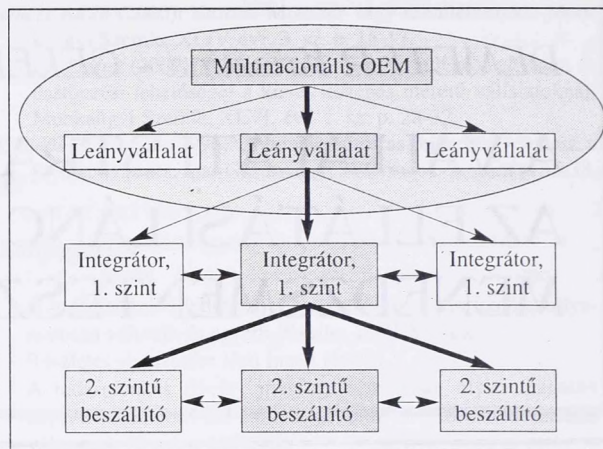 Multinacionális OEM
Leányvállalat Leányvállalat Leányvállalat
Integrátor, Integrátor, Integrátor,
1. szint 1. szint 1. szint
2. szintű 2. szintű 2. szintű
beszállító beszállító beszállító